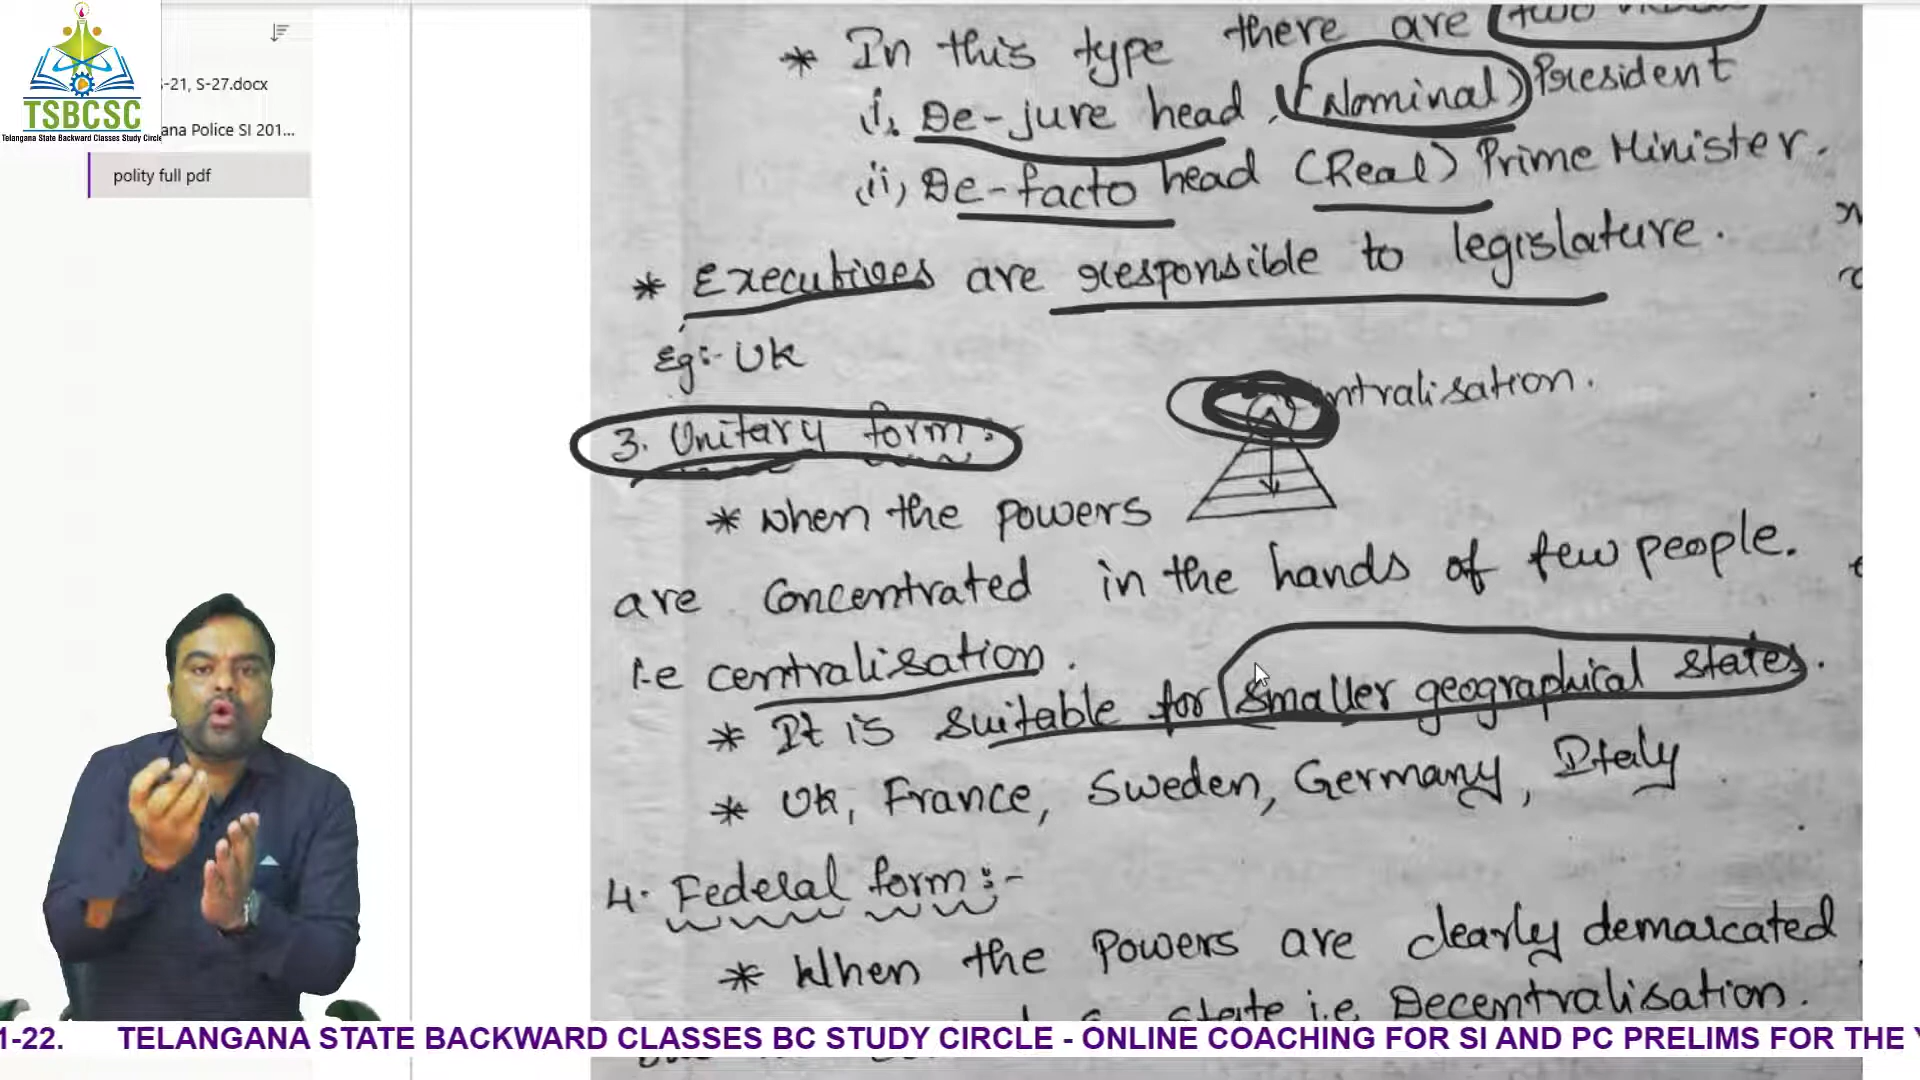 TSBCSC
Telangana State Backward Classes Study Circle
-21, S-27.docx
ana Police SI 201...
polity full pdf
* In this type there are two
i. De-jure head, (Nominal) President
ii, De-facto head (Real) Prime Minister.
* Executives are responsible to legislature.
Eg:- UK
ntralisation.
3. Unitary form:
* when the powers
are concentrated in the hands of few people.
i.e centralisation.
* It is suitable for smaller geographical states.
* UK, France, Sweden, Germany, Italy
4. Federal form:-
* When the powers are clearly demarcated
state i.e Decentralisation.
1-22. TELANGANA STATE BACKWARD CLASSES BC STUDY CIRCLE - ONLINE COACHING FOR SI AND PC PRELIMS FOR THE Y